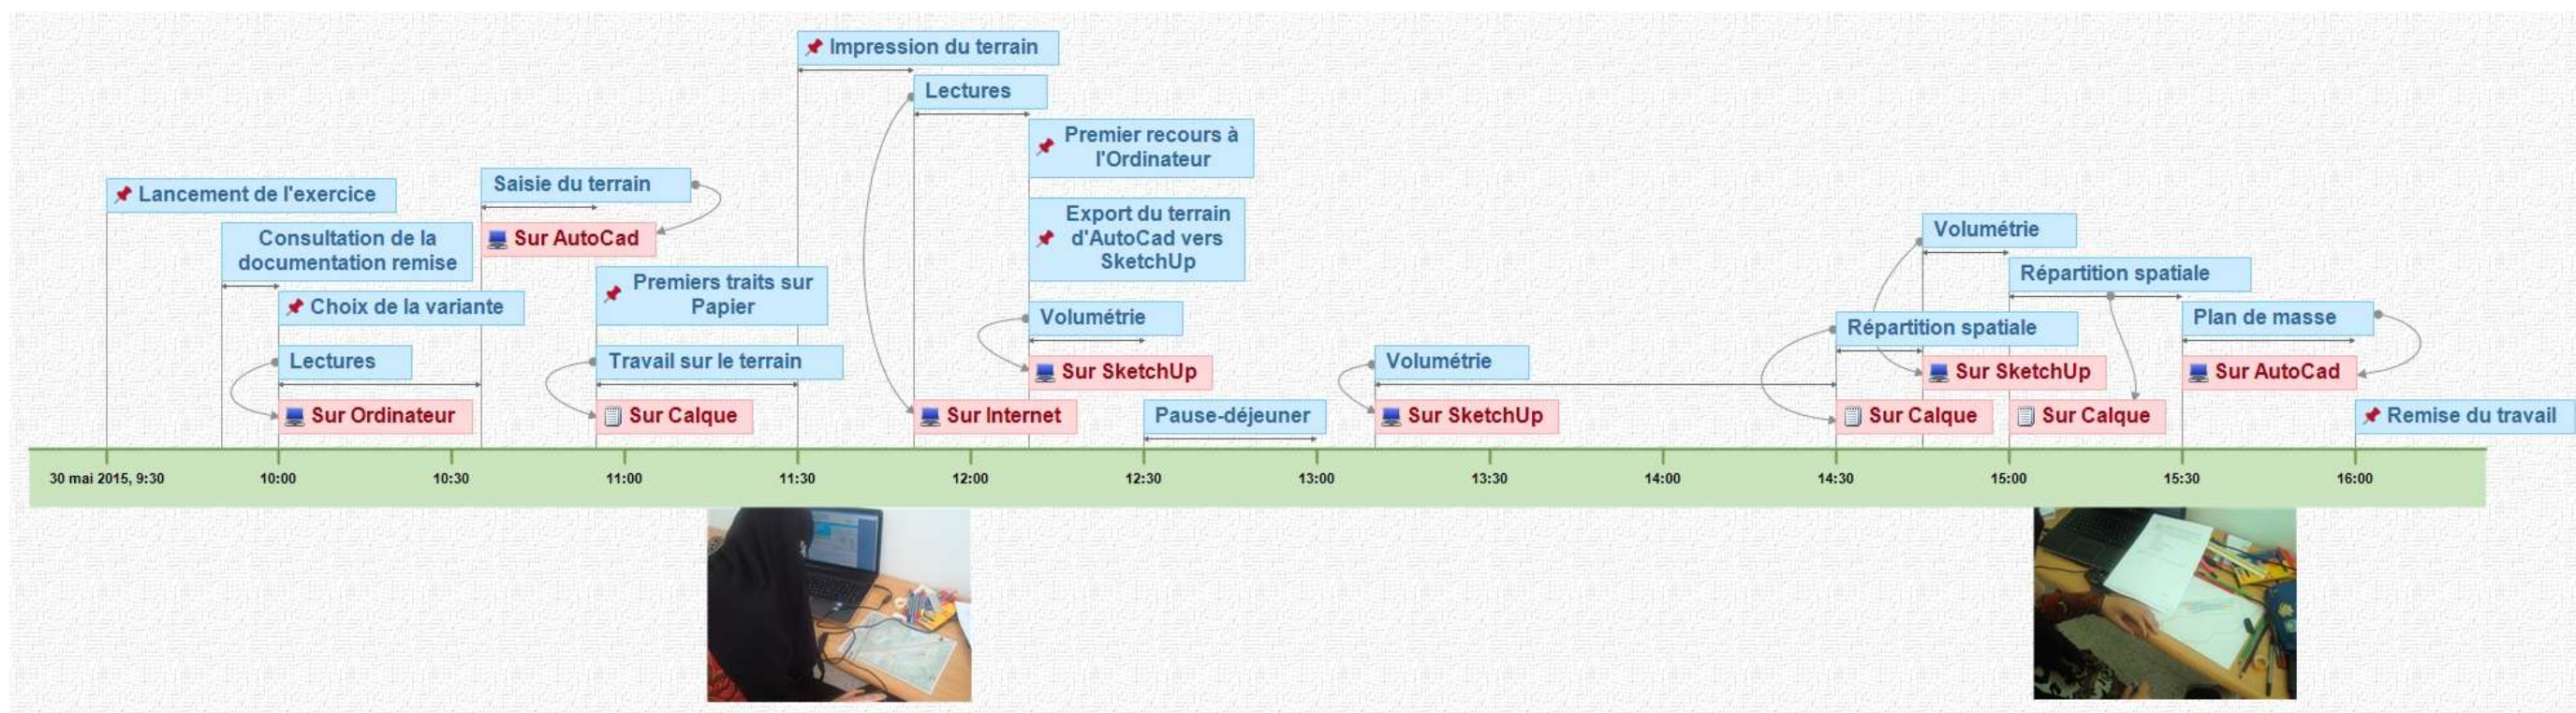 Impression du terrain
Lectures
Premier recours à
l'Ordinateur
Lancement de l'exercice
Saisie du terrain
Sur AutoCad
Consultation de la
documentation remise
Export du terrain
d'AutoCad vers
SketchUp
Volumétrie
Répartition spatiale
Choix de la variante
Premiers traits sur
Papier
Volumétrie
Répartition spatiale
Plan de masse
Lectures
Travail sur le terrain
Sur SketchUp
Volumétrie
Sur SketchUp
Sur AutoCad
Sur Ordinateur
Sur Calque
Sur Internet
Pause-déjeuner
Sur SketchUp
Sur Calque
Sur Calque
Remise du travail
30 mai 2015, 9:30
10:00
10:30
11:00
11:30
12:00
12:30
13:00
13:30
14:00
14:30
15:00
15:30
16:00